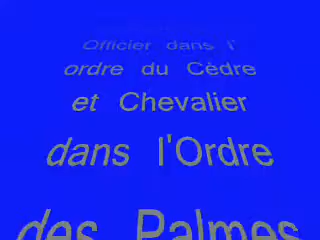 Officier dans l'
ordre du Cèdre
et Chevalier
dans l'Ordre
des Palmes